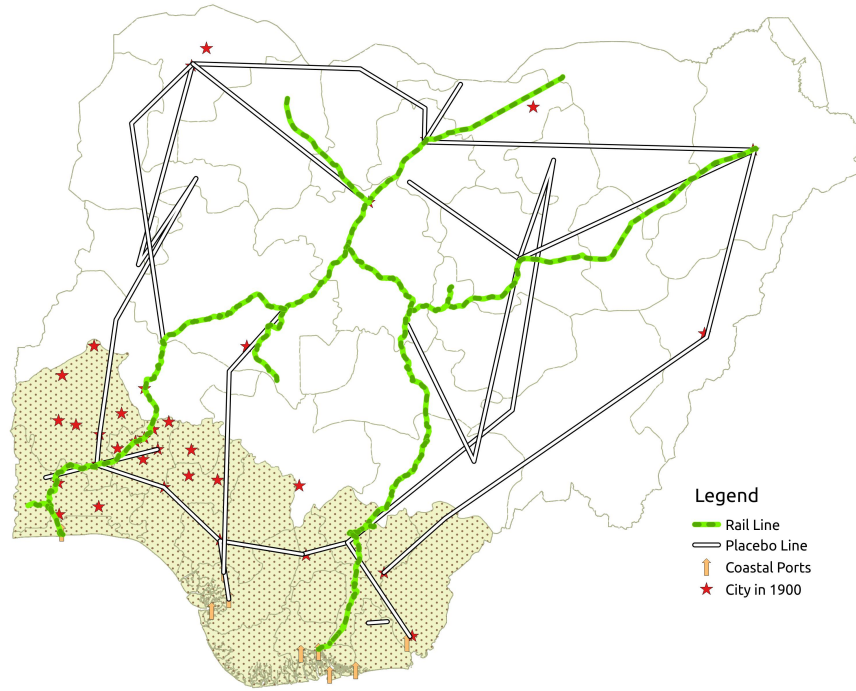 Legend
Rail Line
Placebo Line
Coastal Ports
City in 1900